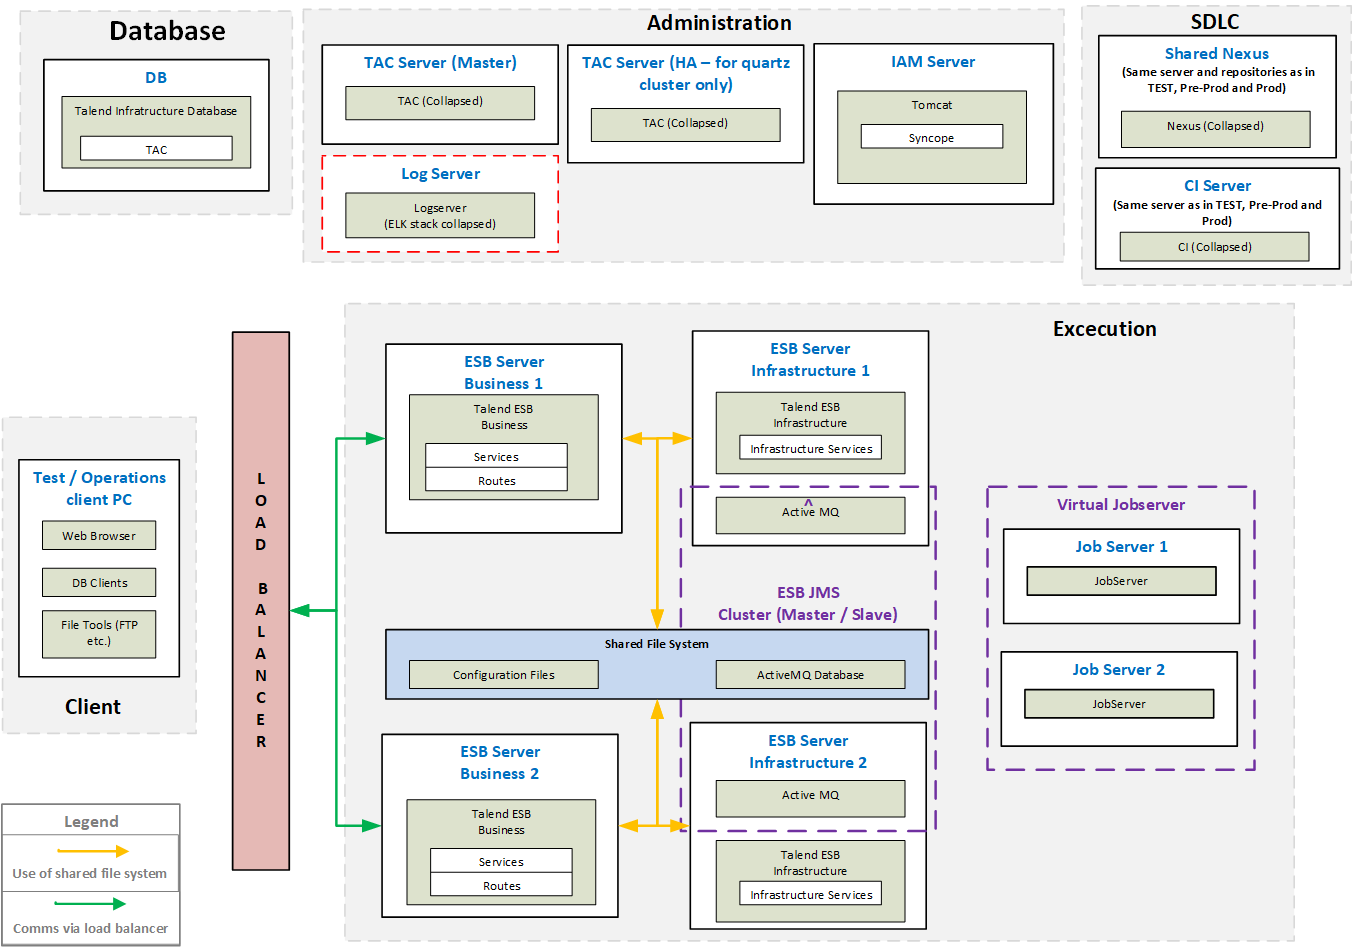 Database
DB
Talend Infratructure Database
TAC
Administration
TAC Server (Master)
TAC (Collapsed)
TAC Server (HA – for quartz
cluster only)
TAC (Collapsed)
IAM Server
Tomcat
Syncope
Log Server
Logserver
(ELK stack collapsed)
SDLC
Shared Nexus
(Same server and repositories as in
TEST, Pre-Prod and Prod)
Nexus (Collapsed)
CI Server
(Same server as in TEST, Pre-Prod and
Prod)
CI (Collapsed)
Test / Operations
client PC
Web Browser
DB Clients
File Tools (FTP
etc.)
Client
LOAD
BALANCER
Excecution
ESB Server
Business 1
Talend ESB
Business
Services
Routes
ESB Server
Infrastructure 1
Talend ESB
Infrastructure
Infrastructure Services
^
Active MQ
ESB JMS
Cluster (Master / Slave)
Shared File System
Configuration Files
ActiveMQ Database
ESB Server
Business 2
Talend ESB
Business
Services
Routes
ESB Server
Infrastructure 2
Active MQ
Talend ESB
Infrastructure
Infrastructure Services
Virtual Jobserver
Job Server 1
JobServer
Job Server 2
JobServer
Legend
Use of shared file system
Comms via load balancer